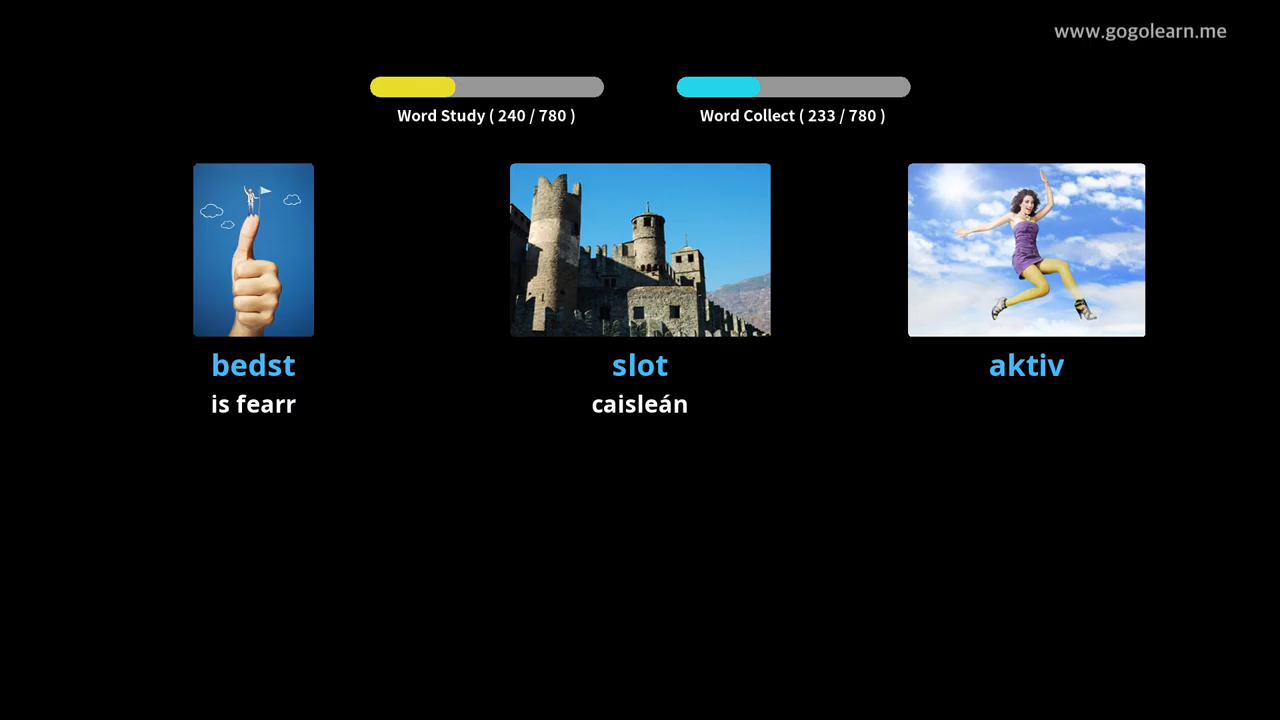 www.gogolearn.me
Word Study ( 240 / 780 )
Word Collect ( 233 / 780 )
bedst
slot
aktiv
is fearr
caisleán